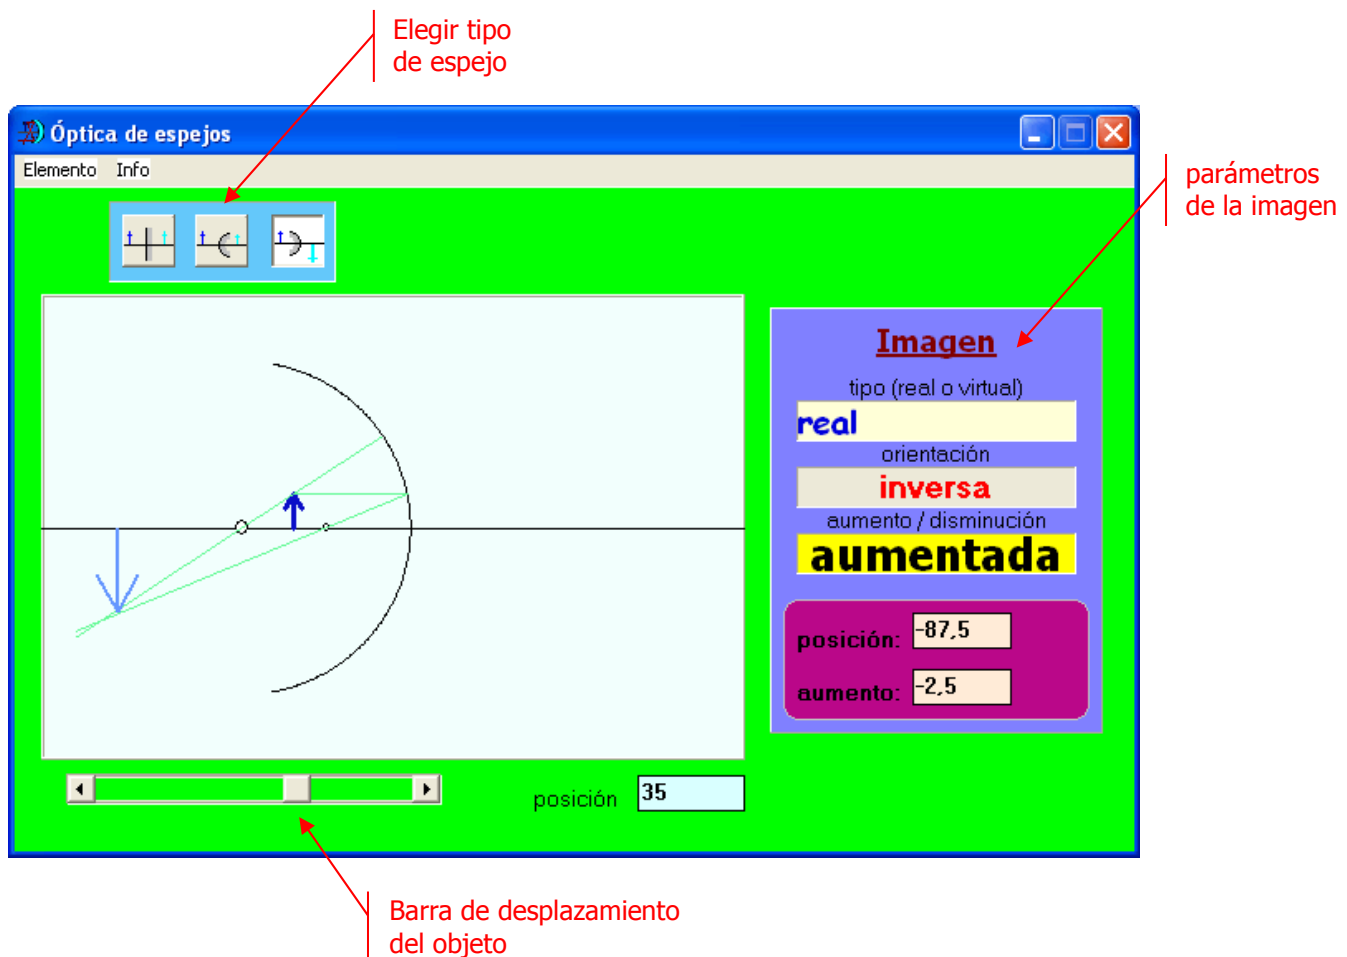 Elegir tipo
de espejo
Óptica de espejos
Elemento Info
parámetros
de la imagen
Imagen
tipo (real o virtual)
real
orientación
inversa
aumento / disminución
aumentada
posición: -87,5
aumento: -2,5
posición 35
Barra de desplazamiento
del objeto